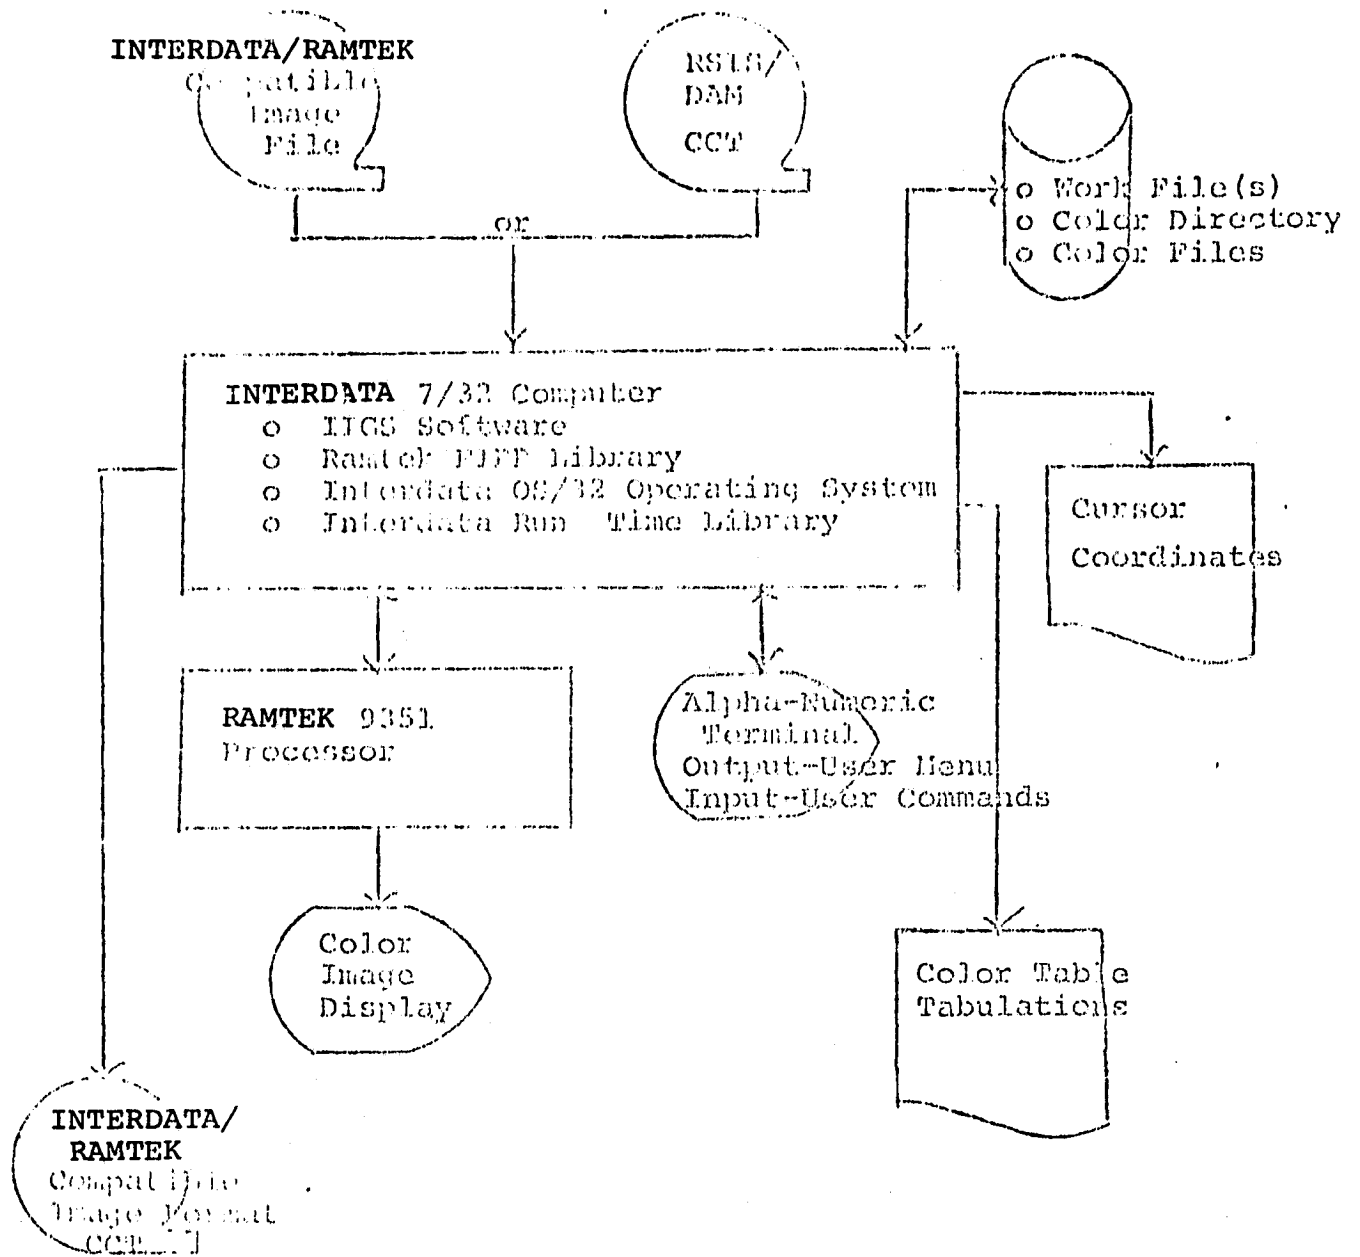 INTERDATA/RAMTEK
Compatible
Image
File
RSIS/
DAM
CCT
or
o Work File(s)
o Color Directory
o Color Files
INTERDATA 7/32 Computer
o IIGS Software
o Ramtek Library
o Interdata OS/32 Operating System
o Interdata Run Time Library
Cursor
Coordinates
RAMTEK 9351
Processor
Alpha-Numeric
Terminal
Output-User Menu
Input-User Commands
Color
Image
Display
Color Table
Tabulations
INTERDATA/
RAMTEK
Compatible
Image Format
CCT